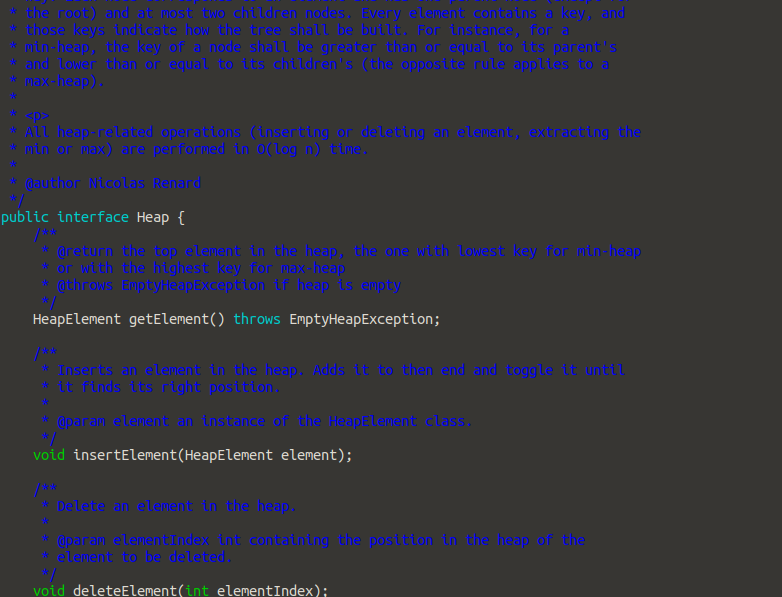 * the root) and at most two children nodes. Every element contains a key, and
* those keys indicate how the tree shall be built. For instance, for a
* min-heap, the key of a node shall be greater than or equal to its parent's
* and lower than or equal to its children's (the opposite rule applies to a
* max-heap).
*
* <p>
* All heap-related operations (inserting or deleting an element, extracting the
* min or max) are performed in O(log n) time.
*
* @author Nicolas Renard
*/
public interface Heap {
/**
* @return the top element in the heap, the one with lowest key for min-heap
* or with the highest key for max-heap
* @throws EmptyHeapException if heap is empty
*/
HeapElement getElement() throws EmptyHeapException;
/**
* Inserts an element in the heap. Adds it to then end and toggle it until
* it finds its right position.
*
* @param element an instance of the HeapElement class.
*/
void insertElement(HeapElement element);
/**
* Delete an element in the heap.
*
* @param elementIndex int containing the position in the heap of the
* element to be deleted.
*/
void deleteElement(int elementIndex);